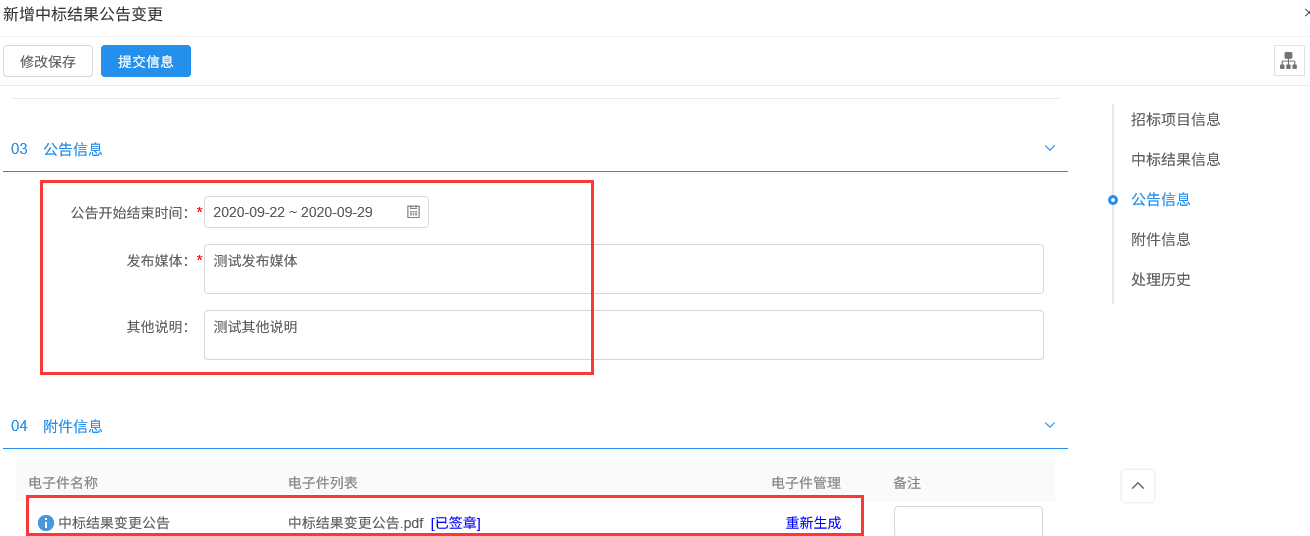 新增中标结果公告变更
修改保存 提交信息
03 公告信息
公告开始结束时间: * 2020-09-22 ~ 2020-09-29
发布媒体: * 测试发布媒体
其他说明: 测试其他说明
04 附件信息
电子件名称 电子件列表 电子件管理 备注
中标结果变更公告 中标结果变更公告.pdf [已签章] 重新生成
招标项目信息
中标结果信息
公告信息
附件信息
处理历史